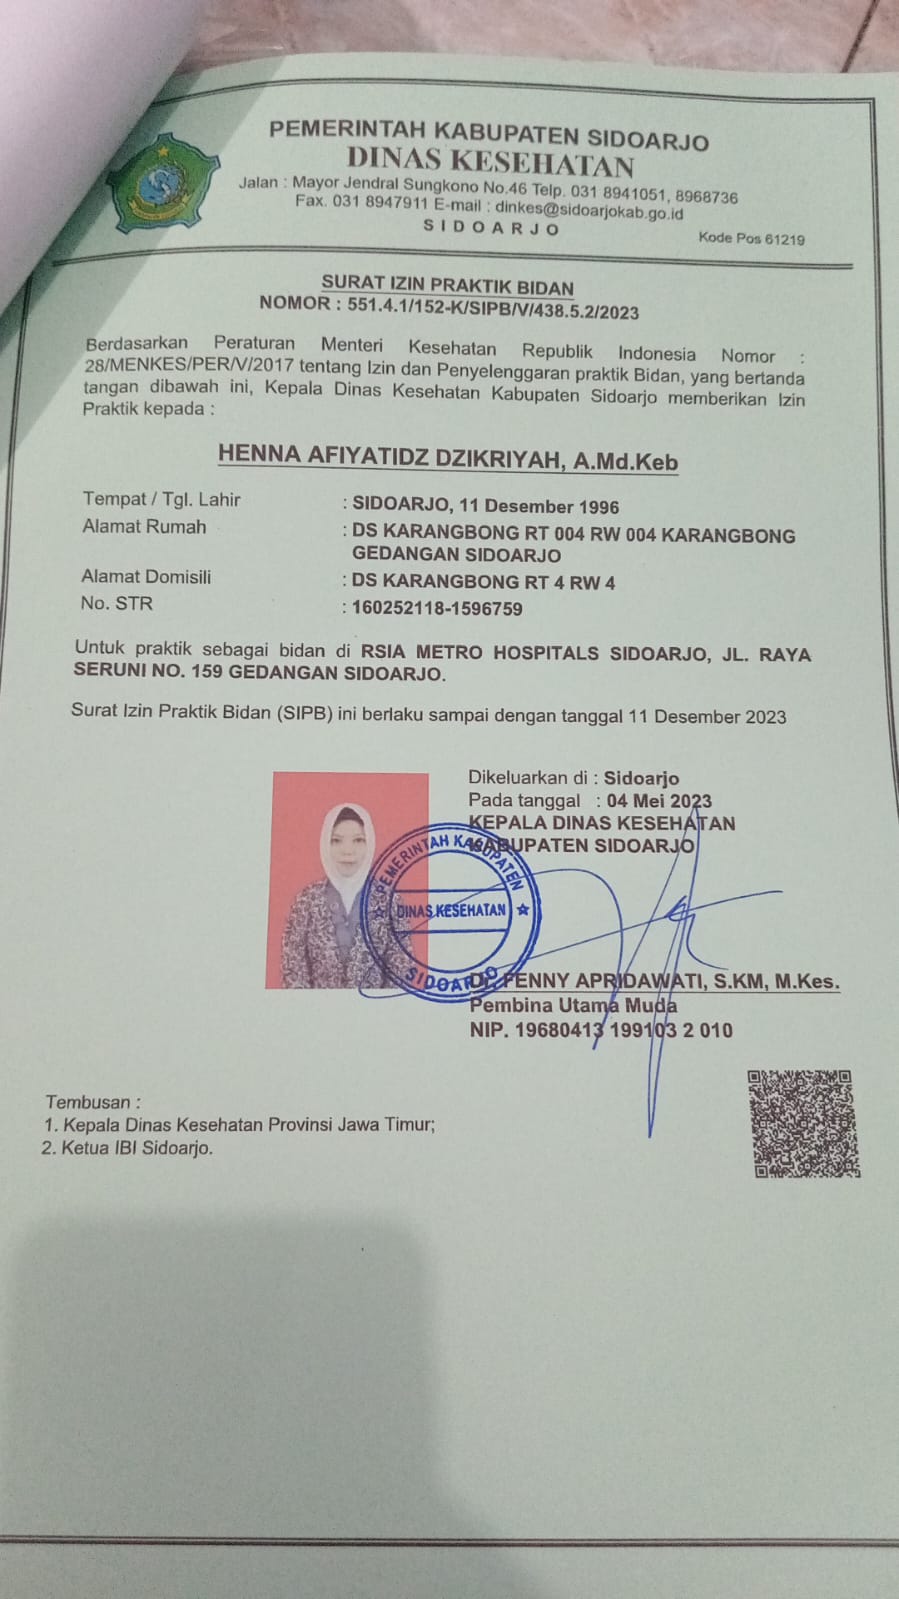 PEMERINTAH KABUPATEN SIDOARJO
DINAS KESEHATAN
Jalan : Mayor Jendral Sungkono No.46 Telp. 031 8941051, 8968736
Fax. 031 8947911 E-mail : dinkes@sidoarjokab.go.id
SIDOARJO
Kode Pos 61219
SURAT IZIN PRAKTIK BIDAN
NOMOR : 551.4.1/152-K/SIPB/V/438.5.2/2023
Berdasarkan Peraturan Menteri Kesehatan Republik Indonesia Nomor :
28/MENKES/PER/V/2017 tentang Izin dan Penyelenggaran praktik Bidan, yang bertanda
tangan dibawah ini, Kepala Dinas Kesehatan Kabupaten Sidoarjo memberikan Izin
Praktik kepada :
HENNA AFIYATIDZ DZIKRIYAH, A.Md.Keb
Tempat / Tgl. Lahir : SIDOARJO, 11 Desember 1996
Alamat Rumah : DS KARANGBONG RT 004 RW 004 KARANGBONG
GEDANGAN SIDOARJO
Alamat Domisili : DS KARANGBONG RT 4 RW 4
No. STR : 160252118-1596759
Untuk praktik sebagai bidan di RSIA METRO HOSPITALS SIDOARJO, JL. RAYA
SERUNI NO. 159 GEDANGAN SIDOARJO.
Surat Izin Praktik Bidan (SIPB) ini berlaku sampai dengan tanggal 11 Desember 2023
Dikeluarkan di : Sidoarjo
Pada tanggal : 04 Mei 2023
KEPALA DINAS KESEHATAN
KABUPATEN SIDOARJO
PEMERINTAH KABUPATEN
DINAS KESEHATAN
SIDOARJO
Dr. FENNY APRIDAWATI, S.KM, M.Kes.
Pembina Utama Muda
NIP. 19680413 199103 2 010
Tembusan :
1. Kepala Dinas Kesehatan Provinsi Jawa Timur;
2. Ketua IBI Sidoarjo.